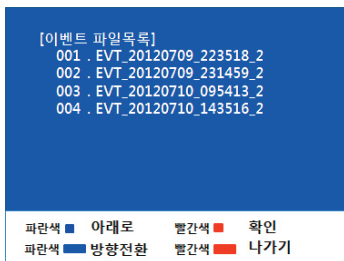 [이벤트 파일목록]
001 . EVT_20120709_223518_2
002 . EVT_20120709_231459_2
003 . EVT_20120710_095413_2
004 . EVT_20120710_143516_2
파란색 아래로 빨간색 확인
파란색 방향전환 빨간색 나가기